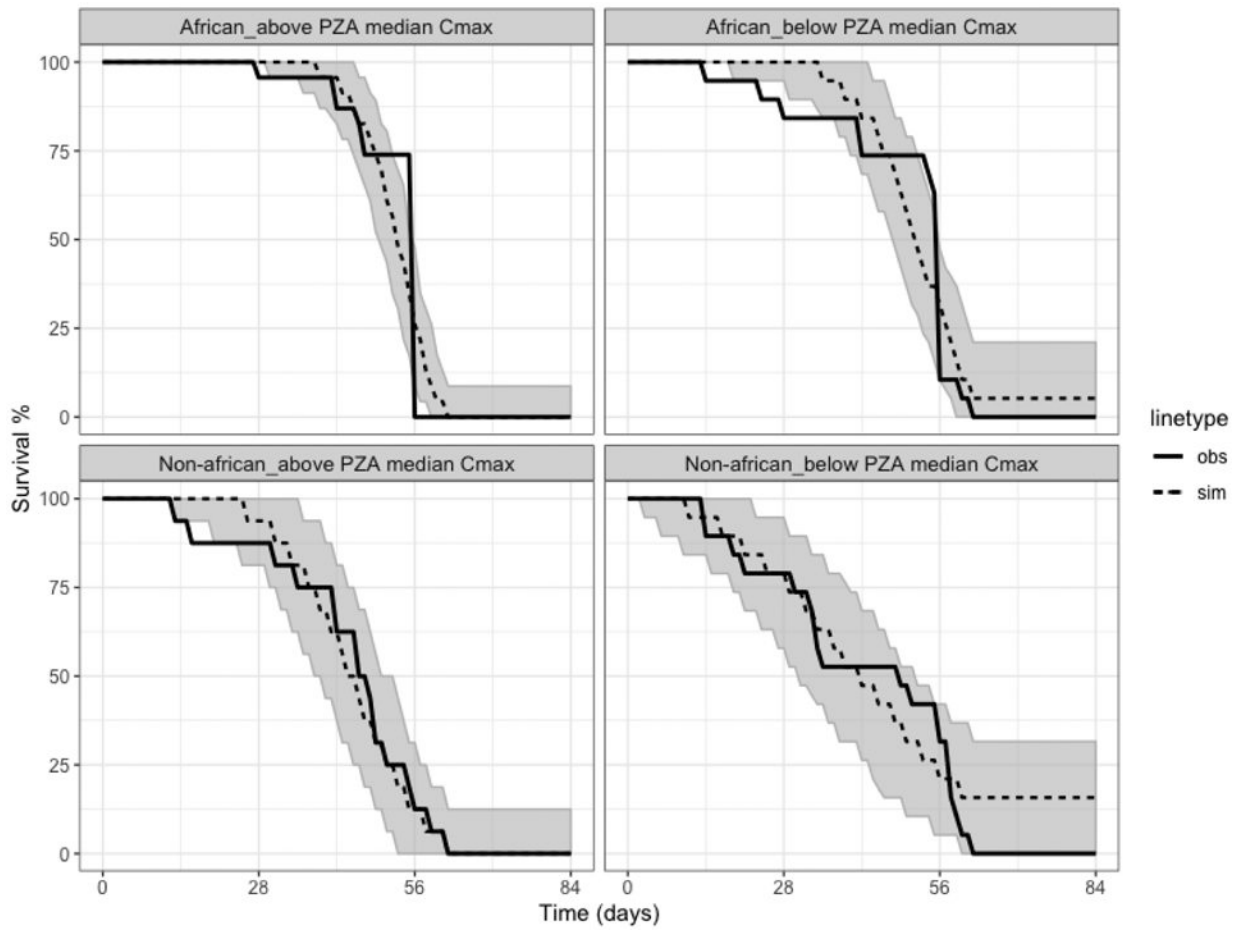 African_above PZA median Cmax
African_below PZA median Cmax
100
75
50
25
0
Non-african_above PZA median Cmax
Non-african_below PZA median Cmax
100
75
50
25
0
0 28 56 84
0 28 56 84
Time (days)
Survival %
linetype
obs
sim